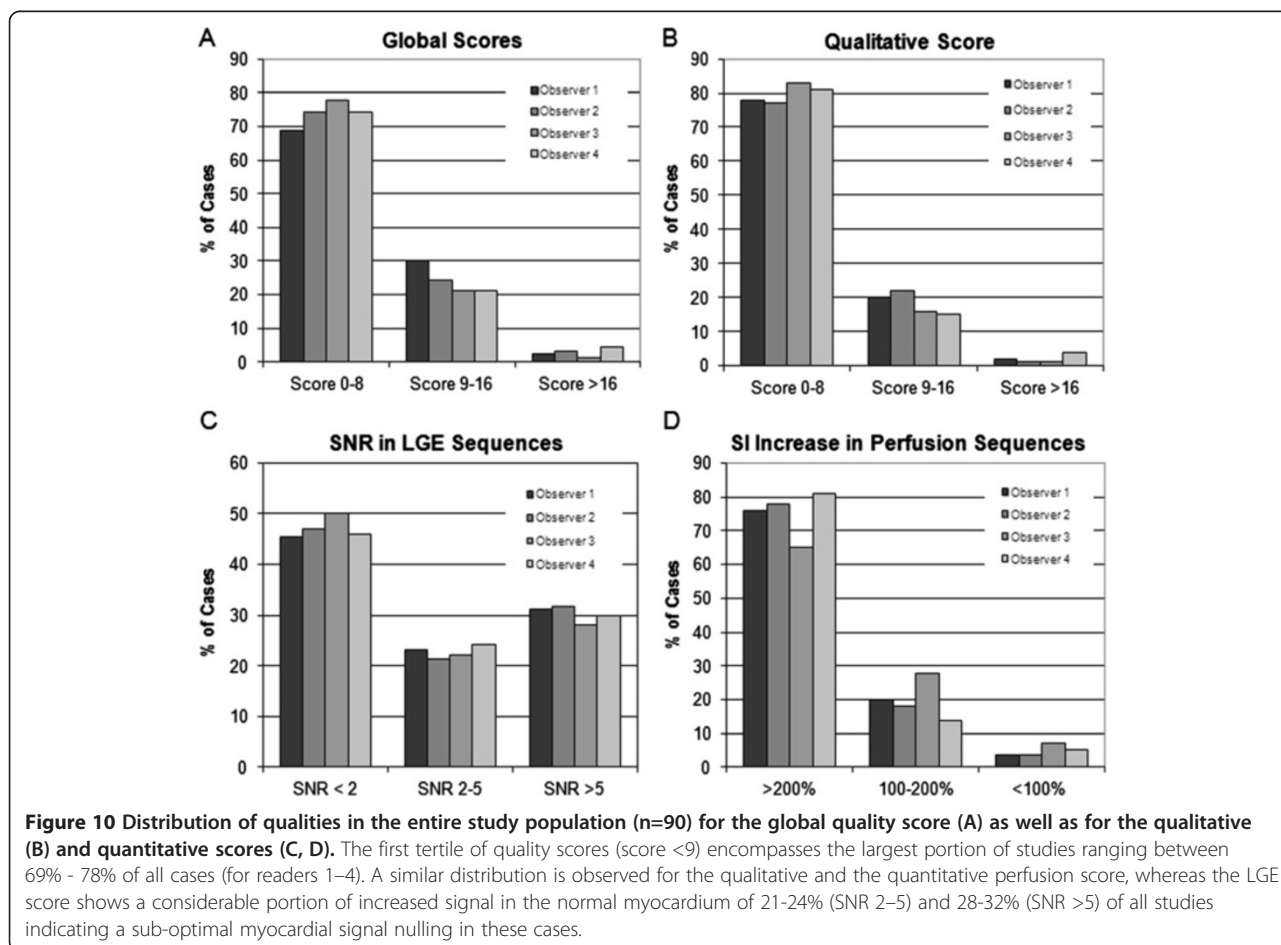 A
Global Scores
90
80
70
60
50
40
30
20
10
0
% of Cases
Observer 1
Observer 2
Observer 3
Observer 4
Score 0-8
Score 9-16
Score >16
B
Qualitative Score
90
80
70
60
50
40
30
20
10
0
% of Cases
Observer 1
Observer 2
Observer 3
Observer 4
Score 0-8
Score 9-16
Score >16
C
SNR in LGE Sequences
60
50
40
30
20
10
0
% of Cases
Observer 1
Observer 2
Observer 3
Observer 4
SNR < 2
SNR 2-5
SNR >5
D
SI Increase in Perfusion Sequences
90
80
70
60
50
40
30
20
10
0
% of Cases
Observer 1
Observer 2
Observer 3
Observer 4
>200%
100-200%
<100%
Figure 10 Distribution of qualities in the entire study population (n=90) for the global quality score (A) as well as for the qualitative
(B) and quantitative scores (C, D). The first tertile of quality scores (score <9) encompasses the largest portion of studies ranging between
69% - 78% of all cases (for readers 1–4). A similar distribution is observed for the qualitative and the quantitative perfusion score, whereas the LGE
score shows a considerable portion of increased signal in the normal myocardium of 21-24% (SNR 2–5) and 28-32% (SNR >5) of all studies
indicating a sub-optimal myocardial signal nulling in these cases.